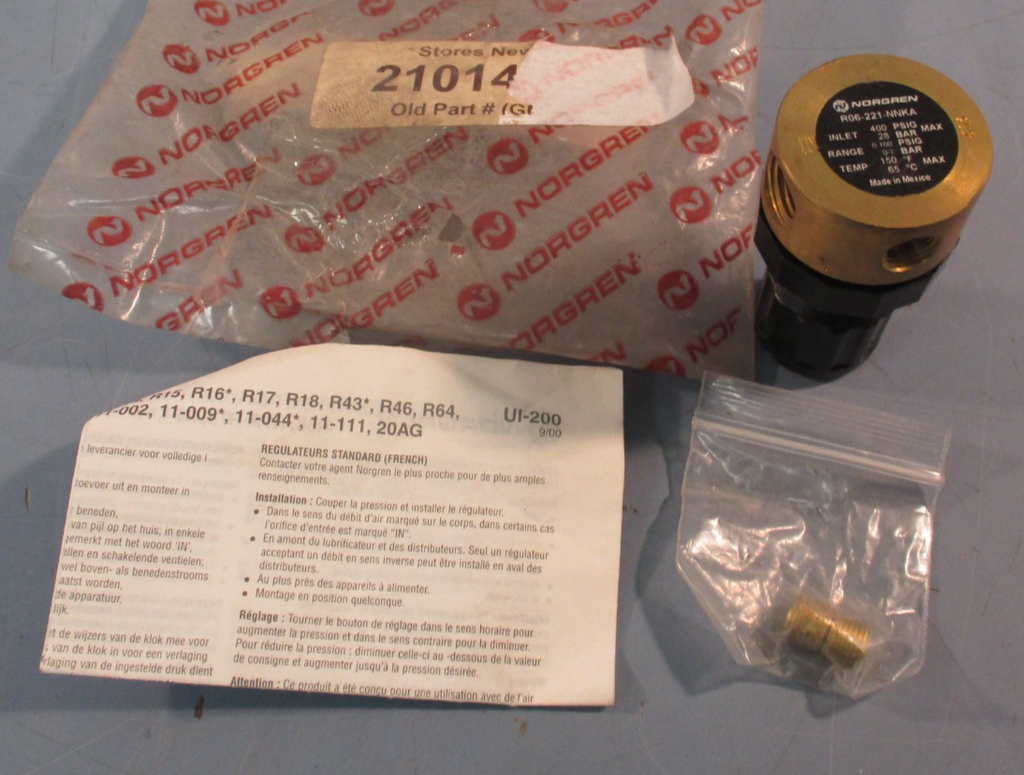 NORGREN
Stores New
21014
Old Part # (Gr
NORGREN
R06-221-NNKA
INLET 400 PSIG MAX
28 BAR
RANGE 0-100 PSIG
0-7 BAR
TEMP 150 °F MAX
65 °C
Made in Mexico
R15, R16*, R17, R18, R43*, R46, R64,
-002, 11-009*, 11-044*, 11-111, 20AG
UI-200
9/00
leverancier voor volledige i
toevoer uit en monteer in
beneden,
van pijl op het huis; in enkele
gemerkt met het woord 'IN',
llen en schakelende ventielen;
wel boven- als benedenstrooms
aatst worden,
de apparatuur.
lijk.
t de wijzers van de klok mee voor
van de klok in voor een verlaging
rlaging van de ingestelde druk dient
REGULATEURS STANDARD (FRENCH)
Contacter votre agent Norgren le plus proche pour de plus amples
renseignements.
Installation : Couper la pression et installer le régulateur.
• Dans le sens du débit d'air marqué sur le corps, dans certains cas
l'orifice d'entrée est marqué "IN".
• En amont du lubrificateur et des distributeurs. Seul un régulateur
acceptant un débit en sens inverse peut être installé en aval des
distributeurs.
• Au plus près des appareils à alimenter.
• Montage en position quelconque.
Réglage : Tourner le bouton de réglage dans le sens horaire pour
augmenter la pression et dans le sens contraire pour la diminuer.
Pour réduire la pression : diminuer celle-ci au -dessous de la valeur
de consigne et augmenter jusqu'à la pression désirée.
Attention : Ce produit a été conçu pour une utilisation avec de l'air